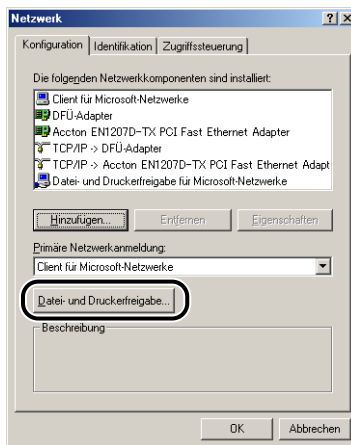 Netzwerk
Konfiguration Identifikation Zugriffssteuerung
Die folgenden Netzwerkkomponenten sind installiert:
Client für Microsoft-Netzwerke
DFÜ-Adapter
Accton EN1207D-TX PCI Fast Ethernet Adapter
TCP/IP -> DFÜ-Adapter
TCP/IP -> Accton EN1207D-TX PCI Fast Ethernet Adapt
Datei- und Druckerfreigabe für Microsoft-Netzwerke
Hinzufügen... Entfernen Eigenschaften
Primäre Netzwerkanmeldung:
Client für Microsoft-Netzwerke
Datei- und Druckerfreigabe...
Beschreibung
OK Abbrechen